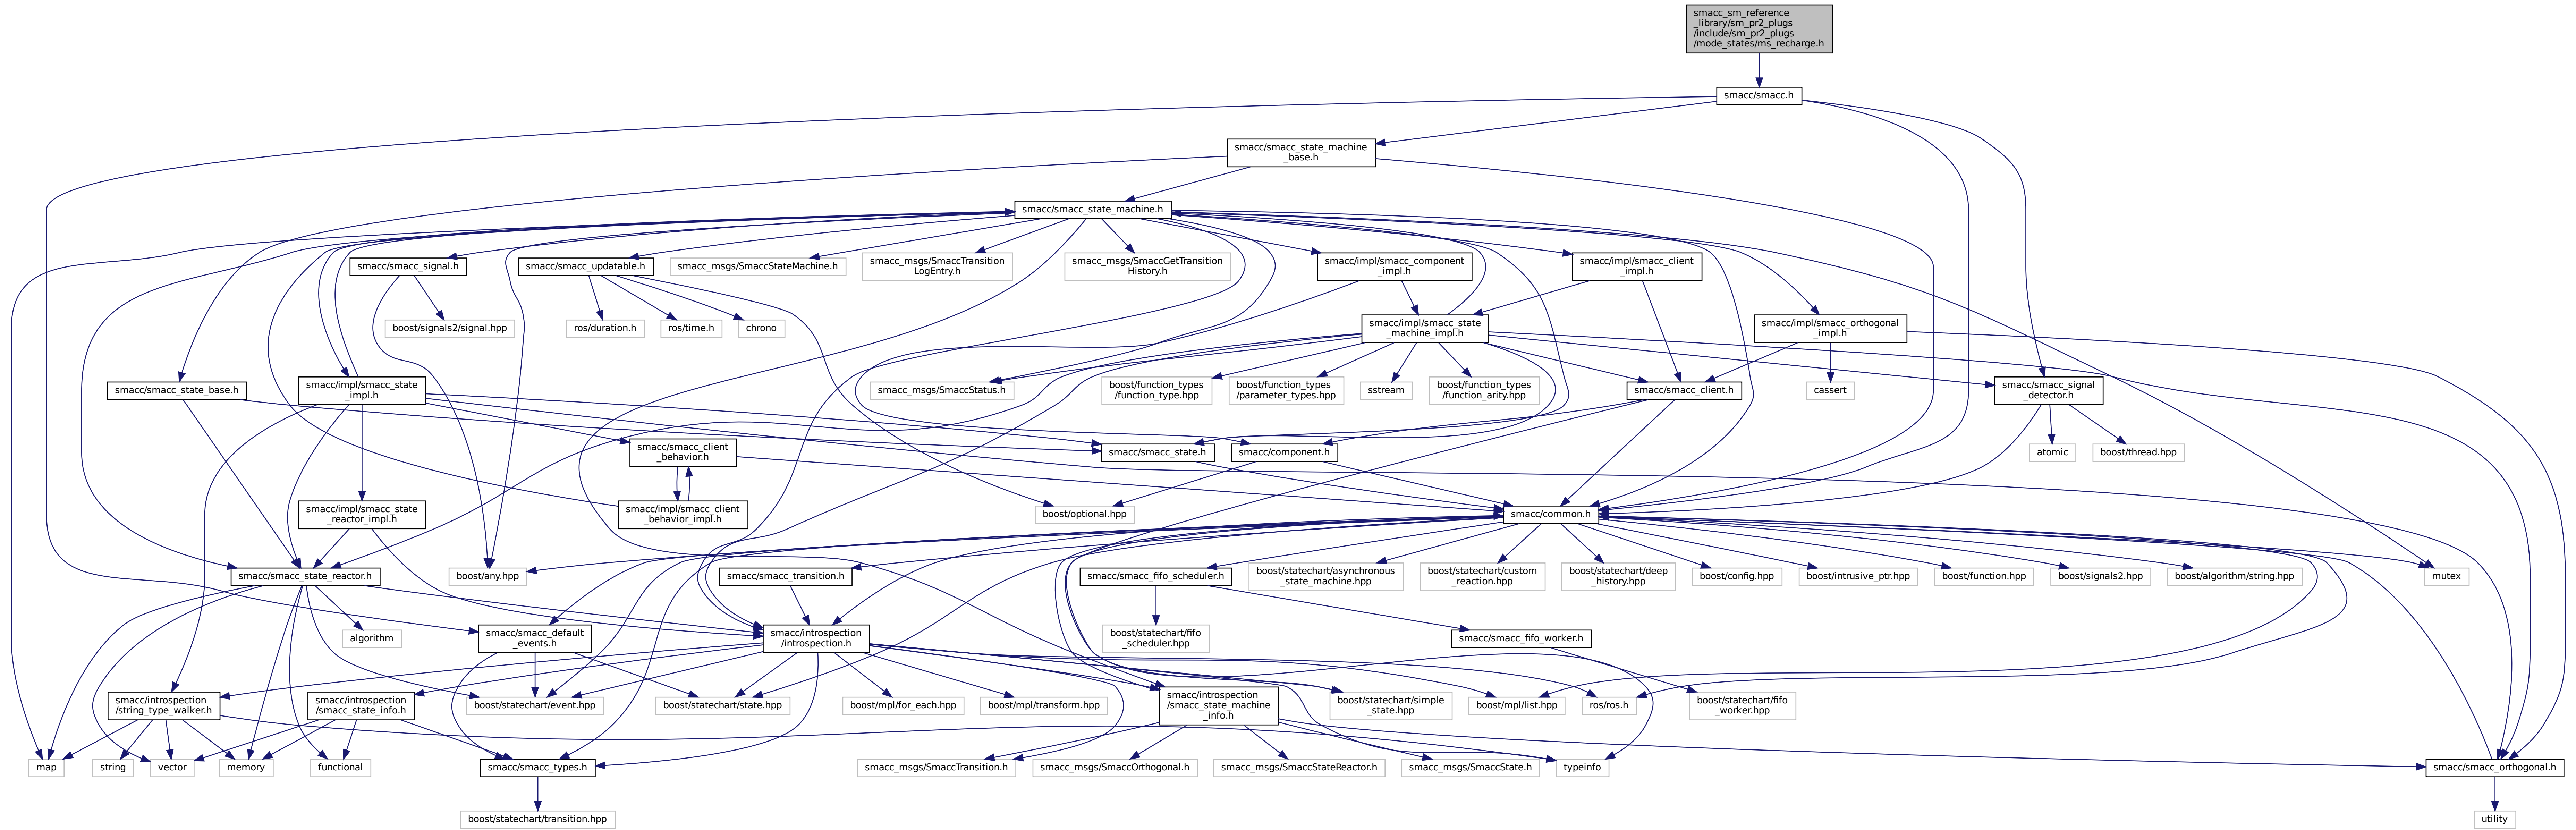 smacc_sm_reference
_library/sm_pr2_plugs
/include/sm_pr2_plugs
/mode_states/ms_recharge.h
smacc/smacc.h
smacc/smacc_state_machine
_base.h
smacc/smacc_state_machine.h
smacc/smacc_signal.h
smacc/smacc_updatable.h
smacc_msgs/SmaccStateMachine.h
smacc_msgs/SmaccTransition
LogEntry.h
smacc_msgs/SmaccGetTransition
History.h
smacc/impl/smacc_component
_impl.h
smacc/impl/smacc_client
_impl.h
boost/signals2/signal.hpp
ros/duration.h
ros/time.h
chrono
smacc/impl/smacc_state
_machine_impl.h
smacc/impl/smacc_orthogonal
_impl.h
smacc/smacc_state_base.h
smacc/impl/smacc_state
_impl.h
smacc_msgs/SmaccStatus.h
boost/function_types
/function_type.hpp
boost/function_types
/parameter_types.hpp
sstream
boost/function_types
/function_arity.hpp
smacc/smacc_client.h
cassert
smacc/smacc_signal
_detector.h
smacc/smacc_client
_behavior.h
smacc/smacc_state.h
smacc/component.h
atomic
boost/thread.hpp
smacc/impl/smacc_state
_reactor_impl.h
smacc/impl/smacc_client
_behavior_impl.h
boost/optional.hpp
smacc/common.h
smacc/smacc_state_reactor.h
boost/any.hpp
smacc/smacc_transition.h
smacc/smacc_fifo_scheduler.h
boost/statechart/asynchronous
_state_machine.hpp
boost/statechart/custom
_reaction.hpp
boost/statechart/deep
_history.hpp
boost/config.hpp
boost/intrusive_ptr.hpp
boost/function.hpp
boost/signals2.hpp
boost/algorithm/string.hpp
mutex
algorithm
smacc/smacc_default
_events.h
smacc/introspection
/introspection.h
boost/statechart/fifo
_scheduler.hpp
smacc/smacc_fifo_worker.h
smacc/introspection
/string_type_walker.h
smacc/introspection
/smacc_state_info.h
boost/statechart/event.hpp
boost/statechart/state.hpp
boost/mpl/for_each.hpp
boost/mpl/transform.hpp
smacc/introspection
/smacc_state_machine
_info.h
boost/statechart/simple
_state.hpp
boost/mpl/list.hpp
ros/ros.h
boost/statechart/fifo
_worker.hpp
map
string
vector
memory
functional
smacc/smacc_types.h
smacc_msgs/SmaccTransition.h
smacc_msgs/SmaccOrthogonal.h
smacc_msgs/SmaccStateReactor.h
smacc_msgs/SmaccState.h
typeinfo
smacc/smacc_orthogonal.h
boost/statechart/transition.hpp
utility